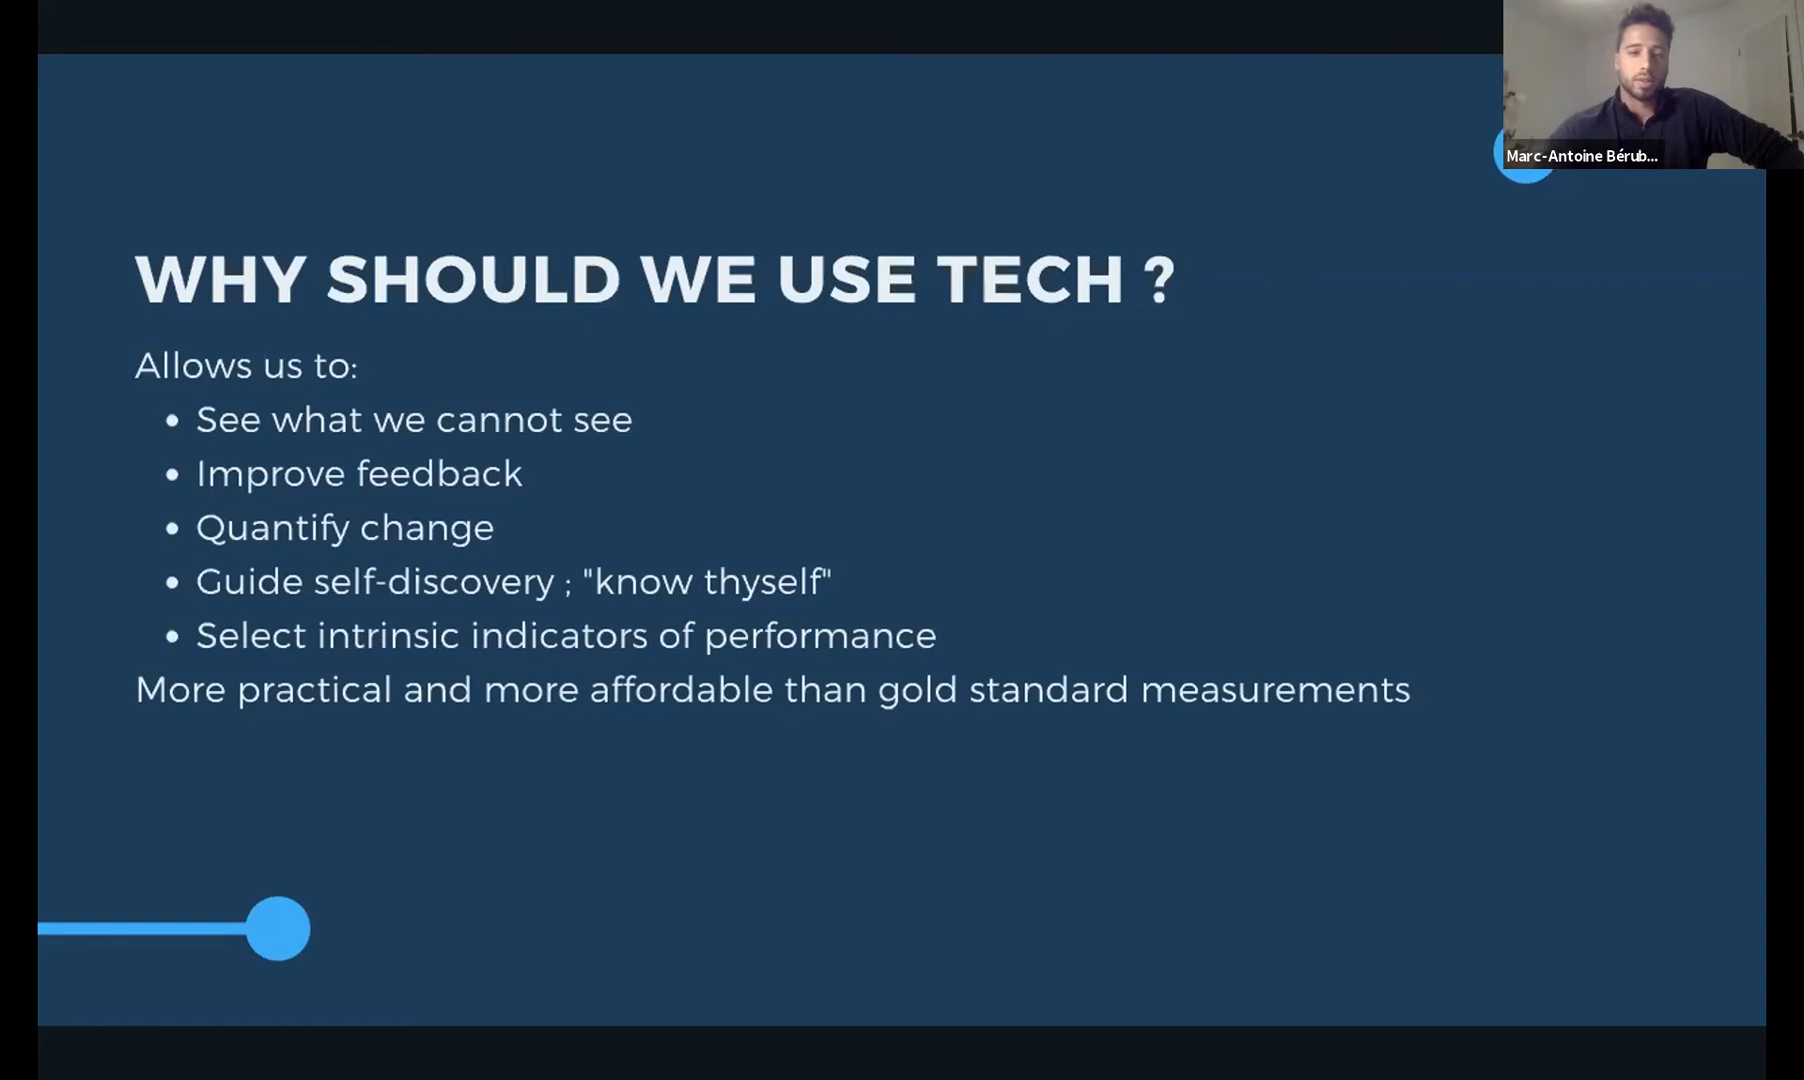 Marc-Antoine Bérub...
WHY SHOULD WE USE TECH ?
Allows us to:
• See what we cannot see
• Improve feedback
• Quantify change
• Guide self-discovery ; "know thyself"
• Select intrinsic indicators of performance
More practical and more affordable than gold standard measurements